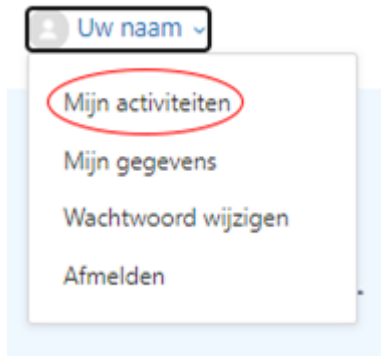 Uw naam
Mijn activiteiten
Mijn gegevens
Wachtwoord wijzigen
Afmelden